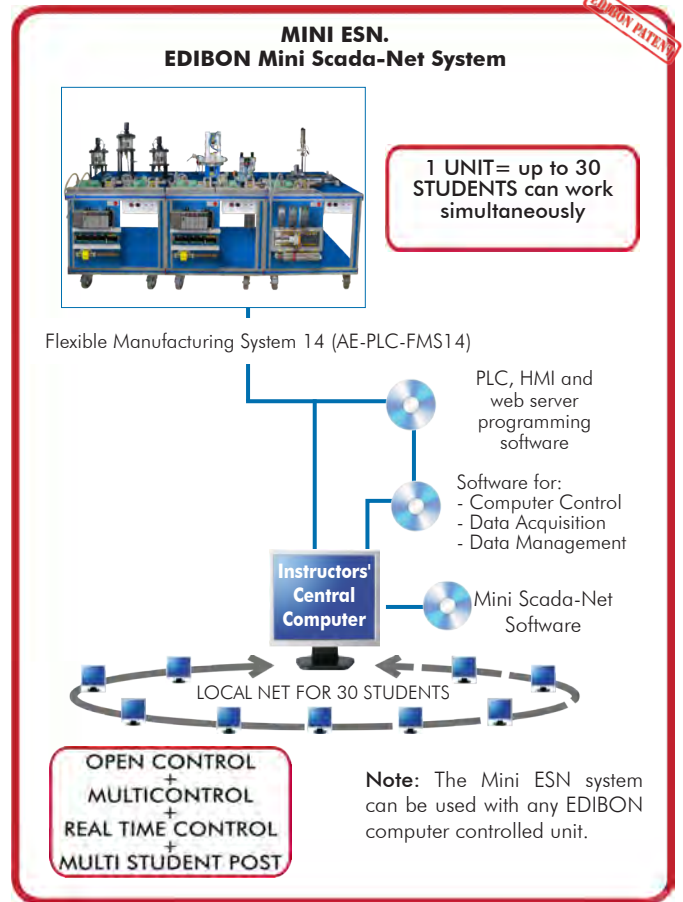 EDIBON PATENT
MINI ESN.
EDIBON Mini Scada-Net System
1 UNIT= up to 30
STUDENTS can work
simultaneously
Flexible Manufacturing System 14 (AE-PLC-FMS14)
PLC, HMI and
web server
programming
software
Software for:
- Computer Control
- Data Acquisition
- Data Management
Instructors'
Central
Computer
Mini Scada-Net
Software
LOCAL NET FOR 30 STUDENTS
OPEN CONTROL
+
MULTICONTROL
+
REAL TIME CONTROL
+
MULTI STUDENT POST
Note: The Mini ESN system
can be used with any EDIBON
computer controlled unit.